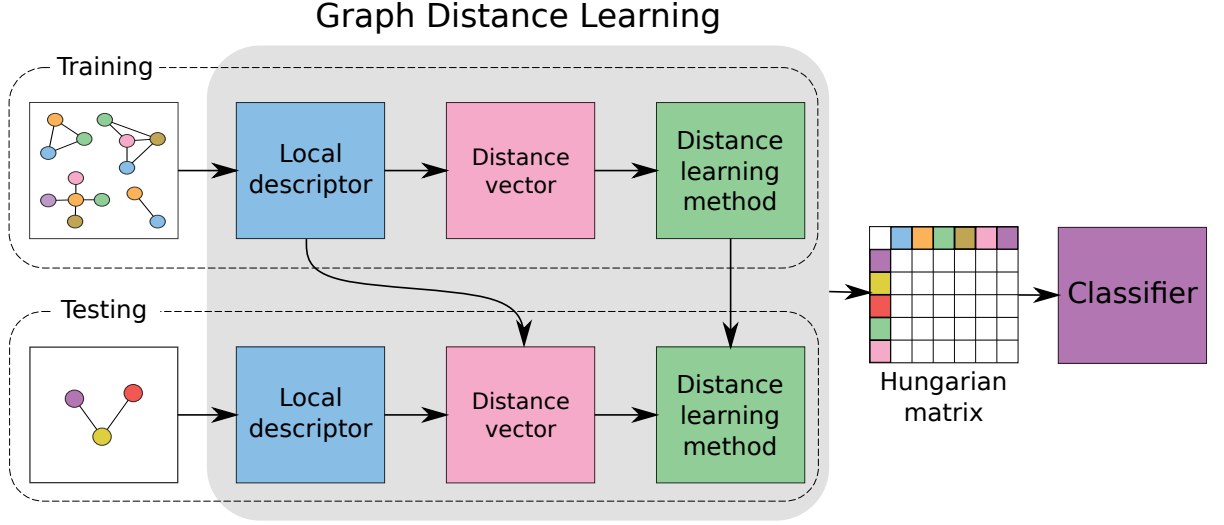 Graph Distance Learning
Training
Local
descriptor
Distance
vector
Distance
learning
method
Testing
Local
descriptor
Distance
vector
Distance
learning
method
Hungarian
matrix
Classifier